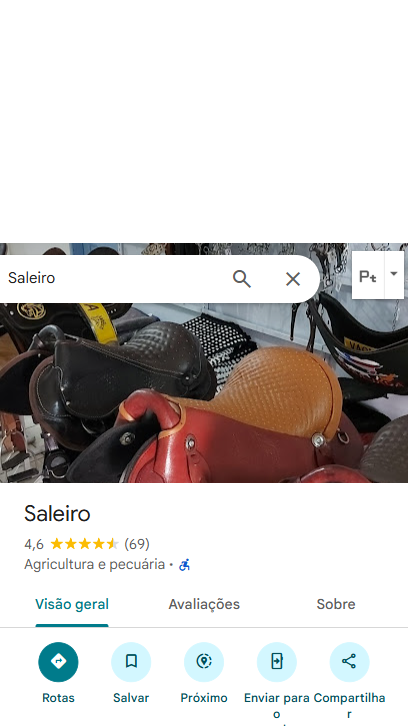 Saleiro
Pt
Saleiro
4,6 (69)
Agricultura e pecuária ·
Visão geral Avaliações Sobre
Rotas Salvar Próximo Enviar para o Compartilhar